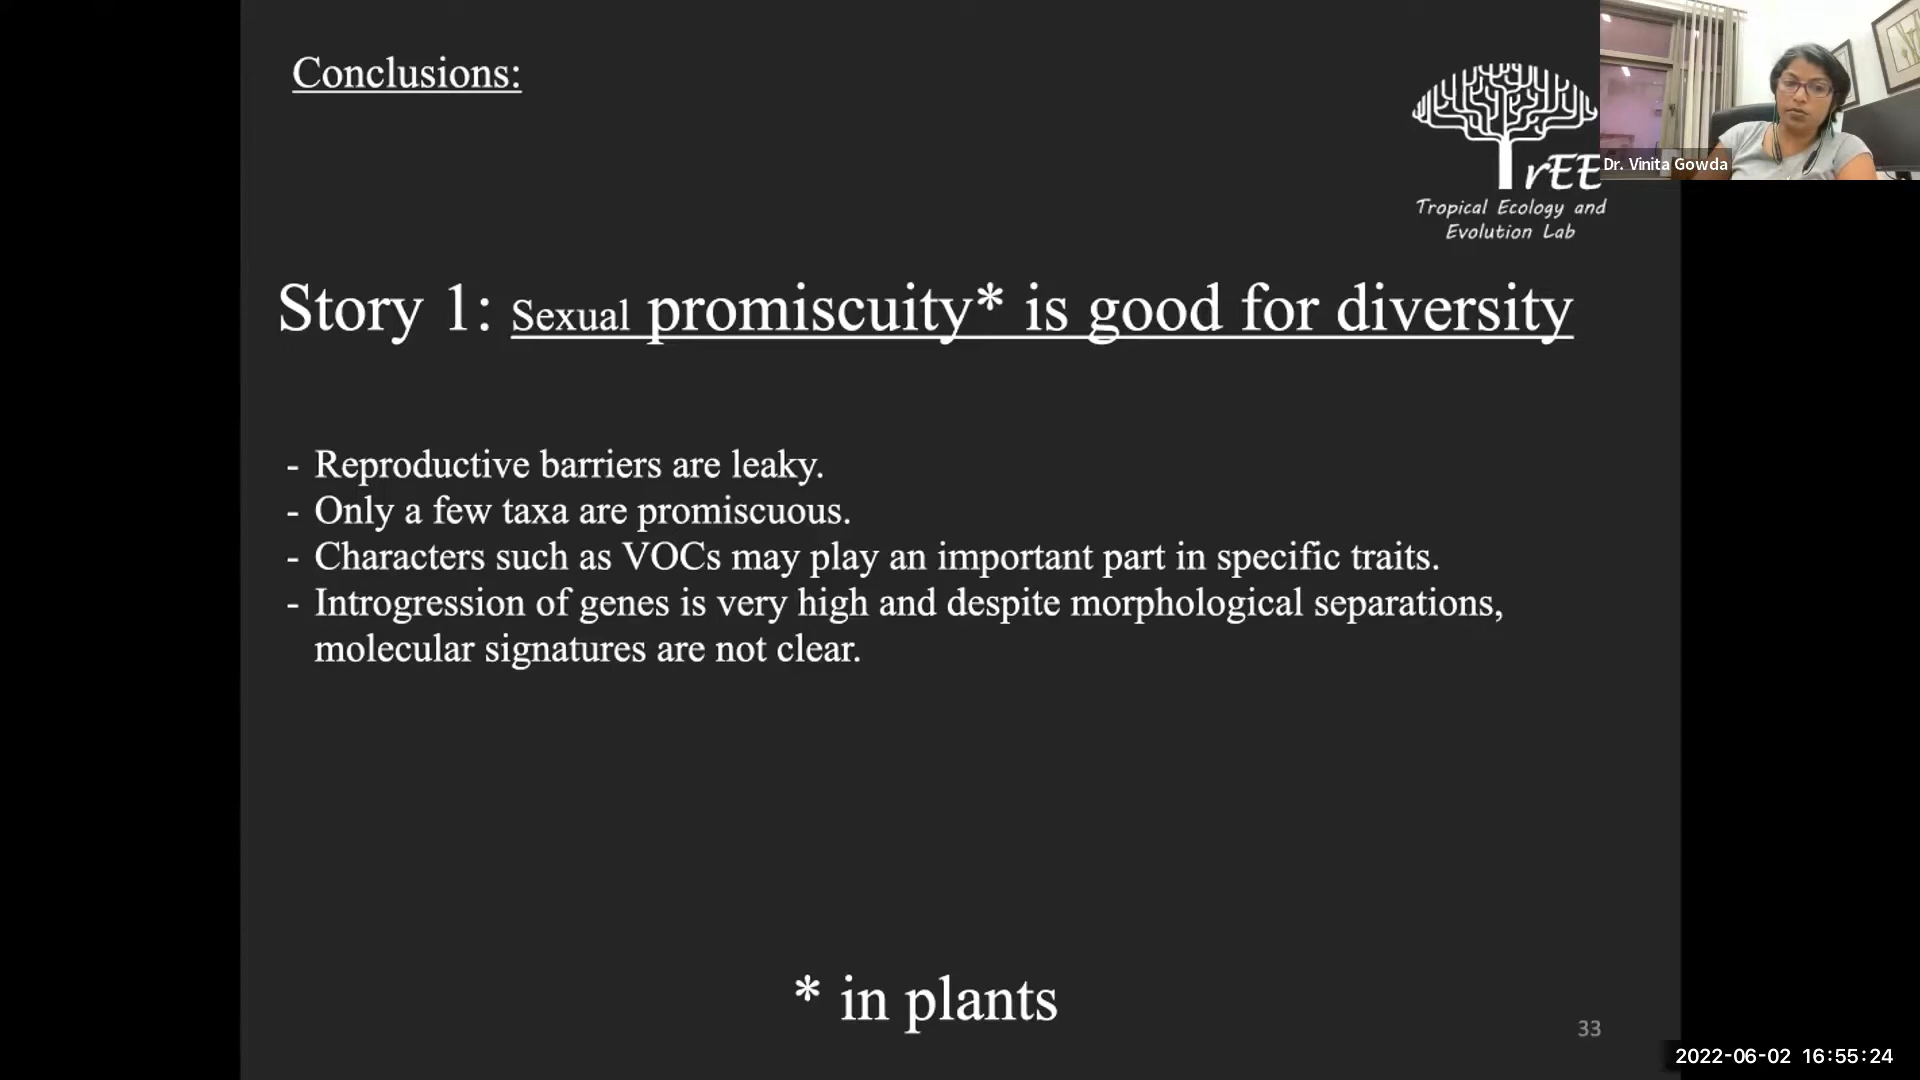 Conclusions:
TrEE
Tropical Ecology and
Evolution Lab
Dr. Vinita Gowda
Story 1: Sexual promiscuity* is good for diversity
- Reproductive barriers are leaky.
- Only a few taxa are promiscuous.
- Characters such as VOCs may play an important part in specific traits.
- Introgression of genes is very high and despite morphological separations,
molecular signatures are not clear.
* in plants
33
2022-06-02 16:55:24